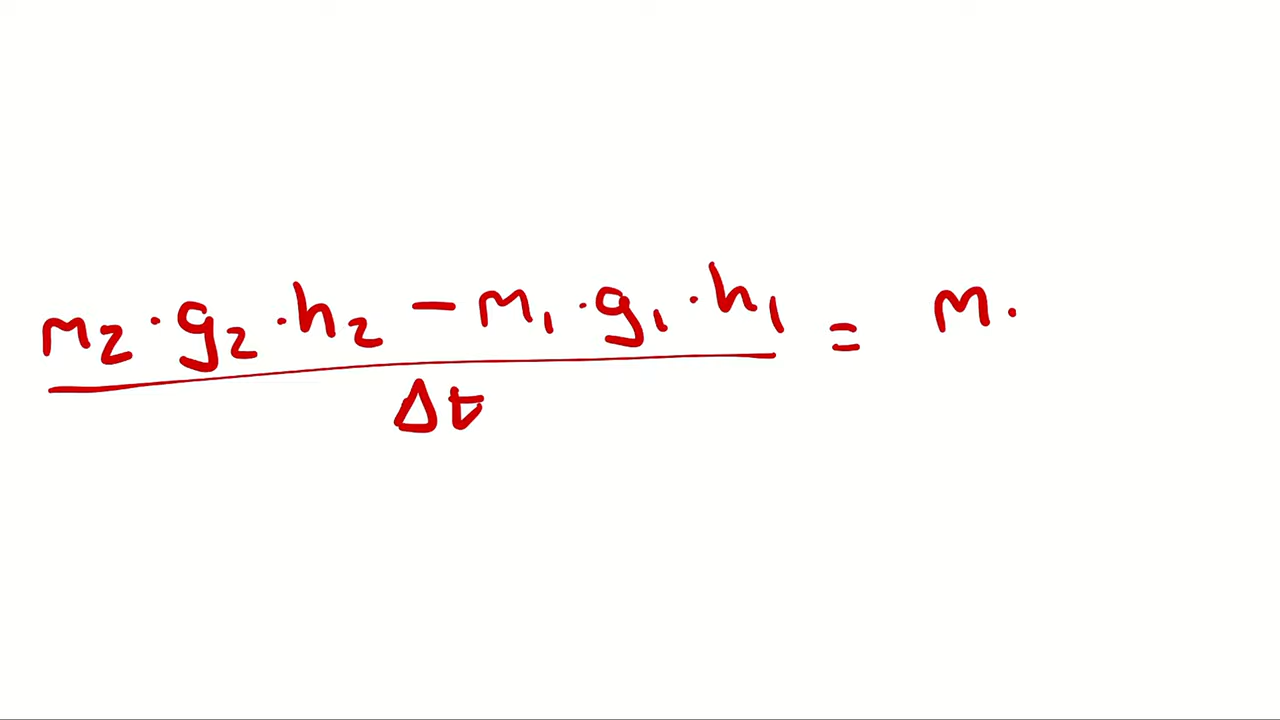 m₂ · g₂ · h₂ − m₁ · g₁ · h₁ = m ·
Δt